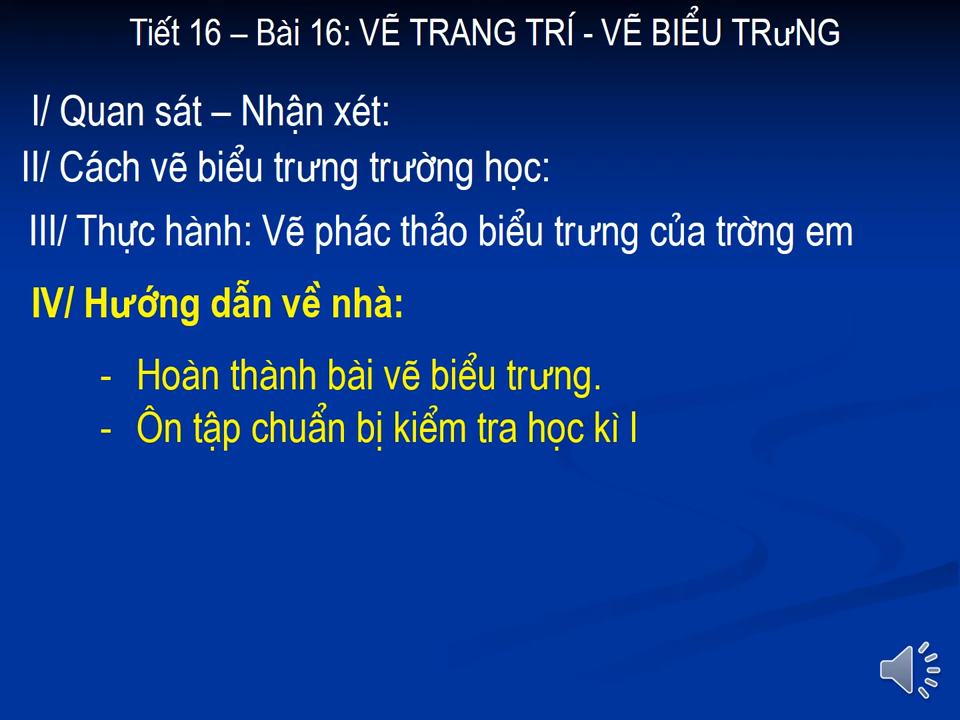 Tiết 16 – Bài 16: VẼ TRANG TRÍ - VẼ BIỂU TRưNG
I/ Quan sát – Nhận xét:
II/ Cách vẽ biểu trưng trường học:
III/ Thực hành: Vẽ phác thảo biểu trưng của trờng em
IV/ Hướng dẫn về nhà:
- Hoàn thành bài vẽ biểu trưng.
- Ôn tập chuẩn bị kiểm tra học kì I